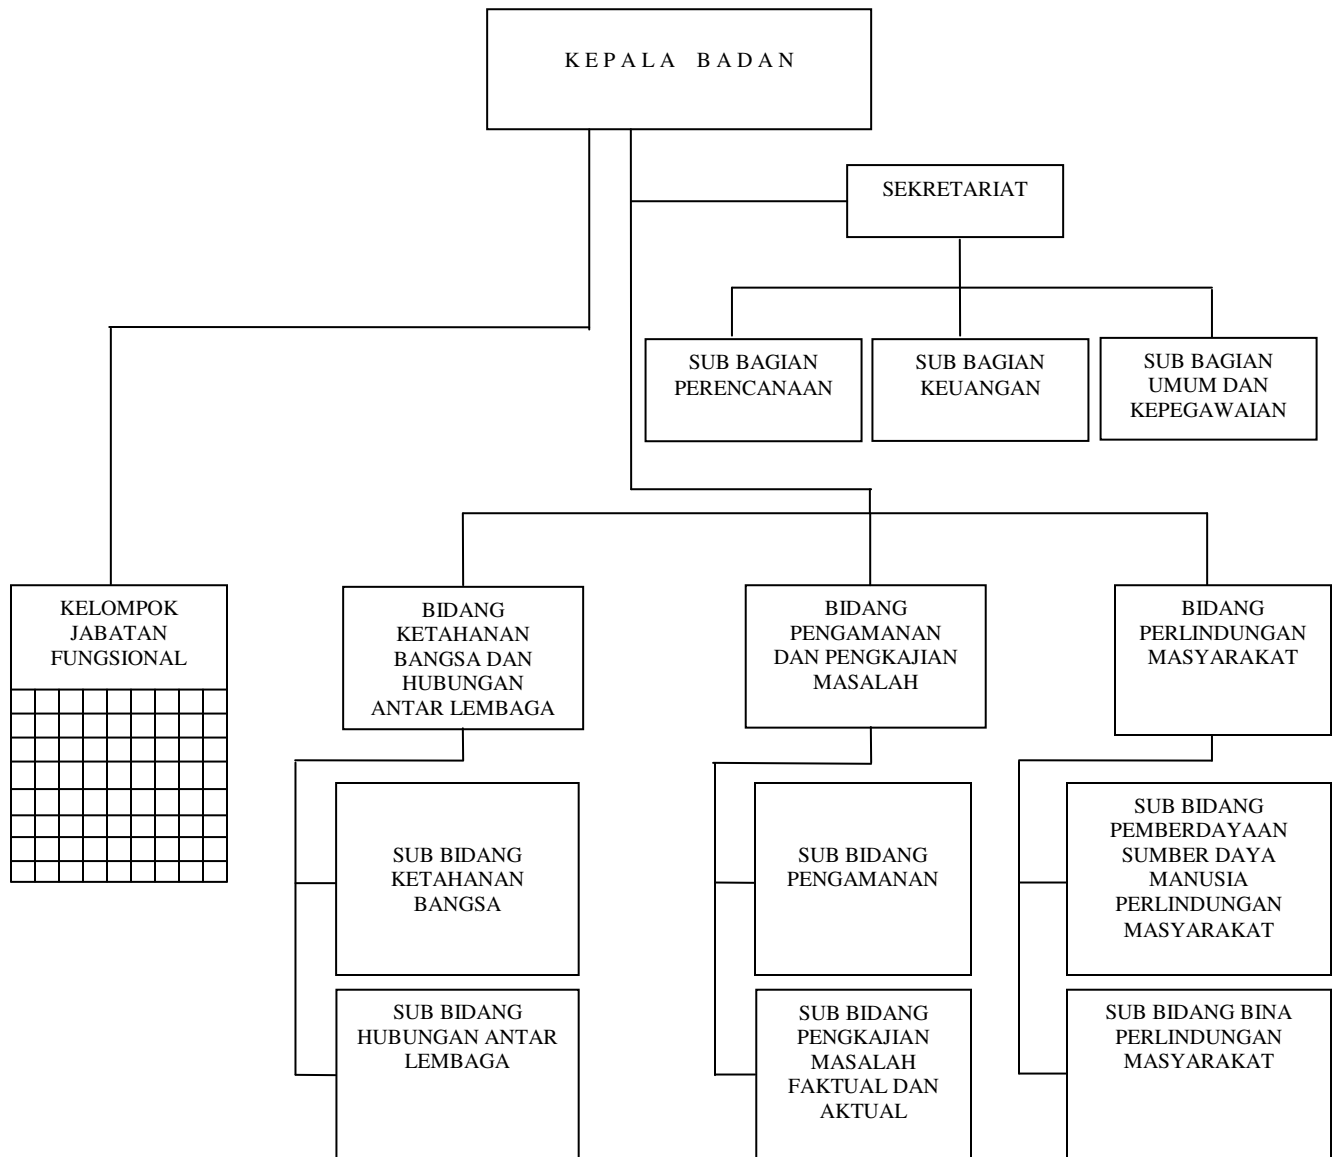 KEPALA BADAN
SEKRETARIAT
SUB BAGIAN
PERENCANAAN
SUB BAGIAN
KEUANGAN
SUB BAGIAN
UMUM DAN
KEPEGAWAIAN
KELOMPOK
JABATAN
FUNGSIONAL
BIDANG
KETAHANAN
BANGSA DAN
HUBUNGAN
ANTAR LEMBAGA
BIDANG
PENGAMANAN
DAN PENGKAJIAN
MASALAH
BIDANG
PERLINDUNGAN
MASYARAKAT
SUB BIDANG
KETAHANAN
BANGSA
SUB BIDANG
PENGAMANAN
SUB BIDANG
PEMBERDAYAAN
SUMBER DAYA
MANUSIA
PERLINDUNGAN
MASYARAKAT
SUB BIDANG
HUBUNGAN ANTAR
LEMBAGA
SUB BIDANG
PENGKAJIAN
MASALAH
FAKTUAL DAN
AKTUAL
SUB BIDANG BINA
PERLINDUNGAN
MASYARAKAT